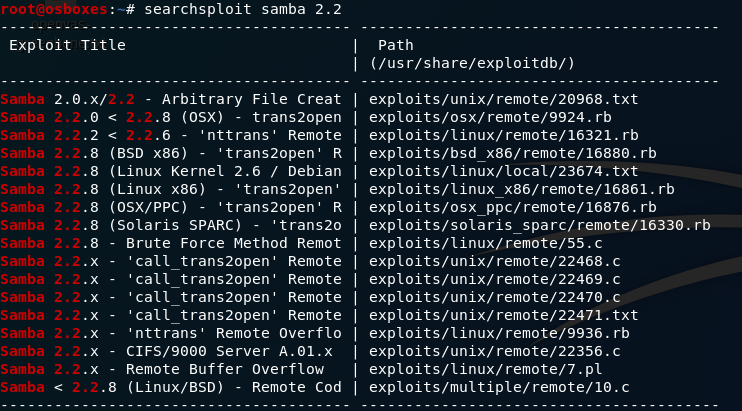 root@osboxes:~# searchsploit samba 2.2
--------------------------------------- ----------------------------------------
 Exploit Title                         |  Path
                                       | (/usr/share/exploitdb/)
--------------------------------------- ----------------------------------------
Samba 2.0.x/2.2 - Arbitrary File Creat | exploits/unix/remote/20968.txt
Samba 2.2.0 < 2.2.8 (OSX) - trans2open | exploits/osx/remote/9924.rb
Samba 2.2.2 < 2.2.6 - 'nttrans' Remote | exploits/linux/remote/16321.rb
Samba 2.2.8 (BSD x86) - 'trans2open' R | exploits/bsd_x86/remote/16880.rb
Samba 2.2.8 (Linux Kernel 2.6 / Debian | exploits/linux/local/23674.txt
Samba 2.2.8 (Linux x86) - 'trans2open' | exploits/linux_x86/remote/16861.rb
Samba 2.2.8 (OSX/PPC) - 'trans2open' R | exploits/osx_ppc/remote/16876.rb
Samba 2.2.8 (Solaris SPARC) - 'trans2o | exploits/solaris_sparc/remote/16330.rb
Samba 2.2.8 - Brute Force Method Remot | exploits/linux/remote/55.c
Samba 2.2.x - 'call_trans2open' Remote | exploits/unix/remote/22468.c
Samba 2.2.x - 'call_trans2open' Remote | exploits/unix/remote/22469.c
Samba 2.2.x - 'call_trans2open' Remote | exploits/unix/remote/22470.c
Samba 2.2.x - 'call_trans2open' Remote | exploits/unix/remote/22471.txt
Samba 2.2.x - 'nttrans' Remote Overflo | exploits/linux/remote/9936.rb
Samba 2.2.x - CIFS/9000 Server A.01.x  | exploits/unix/remote/22356.c
Samba 2.2.x - Remote Buffer Overflow   | exploits/linux/remote/7.pl
Samba < 2.2.8 (Linux/BSD) - Remote Cod | exploits/multiple/remote/10.c
--------------------------------------- ----------------------------------------